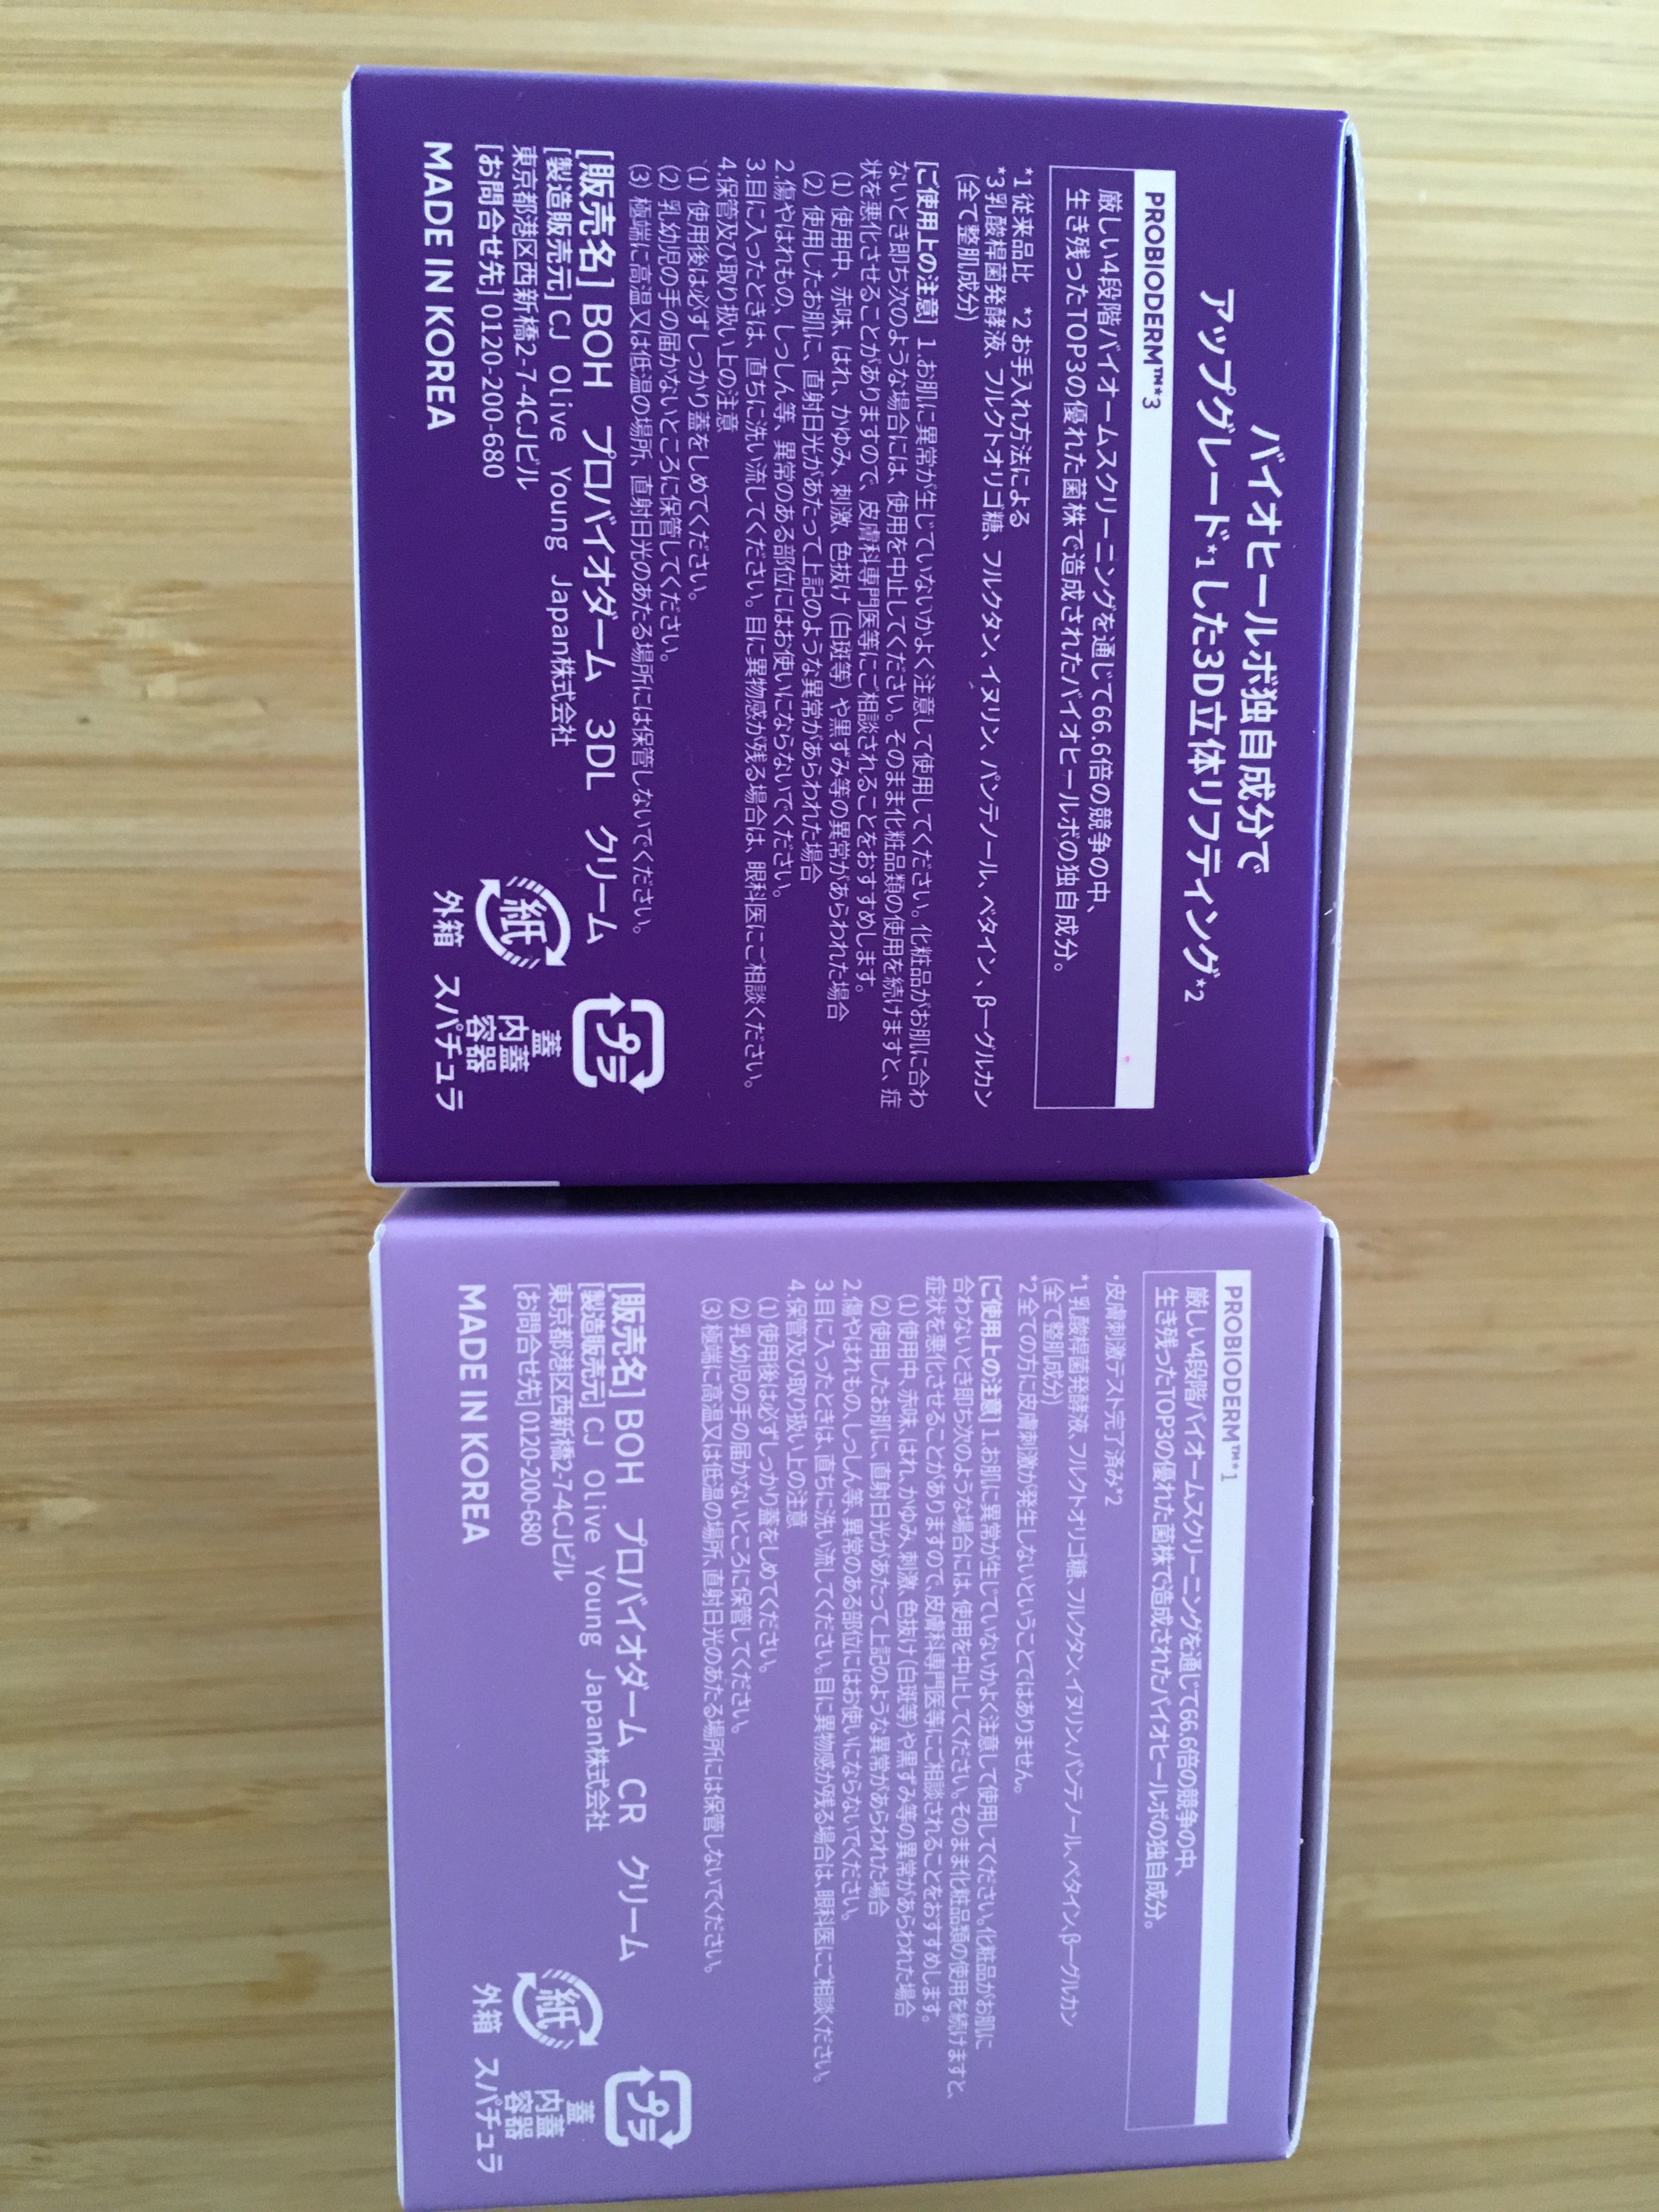 バイオヒールボ独自成分で
アップグレード*1した3D立体リフティング*2
PROBIODERM™*3
厳しい4段階バイオームスクリーニングを通じて66.6倍の競争の中、
生き残ったTOP3の優れた菌株で造成されたバイオヒールボの独自成分。
*1 従来品比 *2 お手入れ方法による
*3 乳酸桿菌発酵液、フルクトオリゴ糖、フルクタン、イヌリン、パンテノール、ベタイン、β-グルカン
(全て整肌成分)
[ご使用上の注意] 1.お肌に異常が生じていないかよく注意して使用してください。化粧品がお肌に合わ
ないとき即ち次のような場合には、使用を中止してください。そのまま化粧品類の使用を続けますと、症
状を悪化させることがありますので、皮膚科専門医等にご相談されることをおすすめします。
(1) 使用中、赤味、はれ、かゆみ、刺激、色抜け (白斑等) や黒ずみ等の異常があらわれた場合
(2) 使用したお肌に、直射日光があたって上記のような異常があらわれた場合
2.傷やはれもの、しっしん等、異常のある部位にはお使いにならないでください。
3.目に入ったときは、直ちに洗い流してください。目に異物感が残る場合は、眼科医にご相談ください。
4.保管及び取り扱い上の注意
(1) 使用後は必ずしっかり蓋をしめてください。
(2) 乳幼児の手の届かないところに保管してください。
(3) 極端に高温又は低温の場所、直射日光のあたる場所には保管しないでください。
[販売名] BOH プロバイオダーム 3DL クリーム
[製造販売元] CJ Olive Young Japan株式会社
東京都港区西新橋2-7-4CJビル
[お問合せ先] 0120-200-680
MADE IN KOREA
紙
外箱
プラ
蓋
内蓋
容器
スパチュラ
PROBIODERM™*1
厳しい4段階バイオームスクリーニングを通じて66.6倍の競争の中、
生き残ったTOP3の優れた菌株で造成されたバイオヒールボの独自成分。
・皮膚刺激テスト完了済み*2
*1 乳酸桿菌発酵液、フルクトオリゴ糖、フルクタン、イヌリン、パンテノール、ベタイン、β-グルカン
(全て整肌成分)
*2 全ての方に皮膚刺激が発生しないということではありません。
[ご使用上の注意] 1.お肌に異常が生じていないかよく注意して使用してください。化粧品がお肌に
合わないとき即ち次のような場合には、使用を中止してください。そのまま化粧品類の使用を続けますと、
症状を悪化させることがありますので、皮膚科専門医等にご相談されることをおすすめします。
(1) 使用中、赤味、はれ、かゆみ、刺激、色抜け (白斑等) や黒ずみ等の異常があらわれた場合
(2) 使用したお肌に、直射日光があたって上記のような異常があらわれた場合
2.傷やはれもの、しっしん等、異常のある部位にはお使いにならないでください。
3.目に入ったときは、直ちに洗い流してください。目に異物感が残る場合は、眼科医にご相談ください。
4.保管及び取り扱い上の注意
(1) 使用後は必ずしっかり蓋をしめてください。
(2) 乳幼児の手の届かないところに保管してください。
(3) 極端に高温又は低温の場所、直射日光のあたる場所には保管しないでください。
[販売名] BOH プロバイオダーム CR クリーム
[製造販売元] CJ Olive Young Japan株式会社
東京都港区西新橋2-7-4CJビル
[お問合せ先] 0120-200-680
MADE IN KOREA
紙
外箱
プラ
蓋
内蓋
容器
スパチュラ